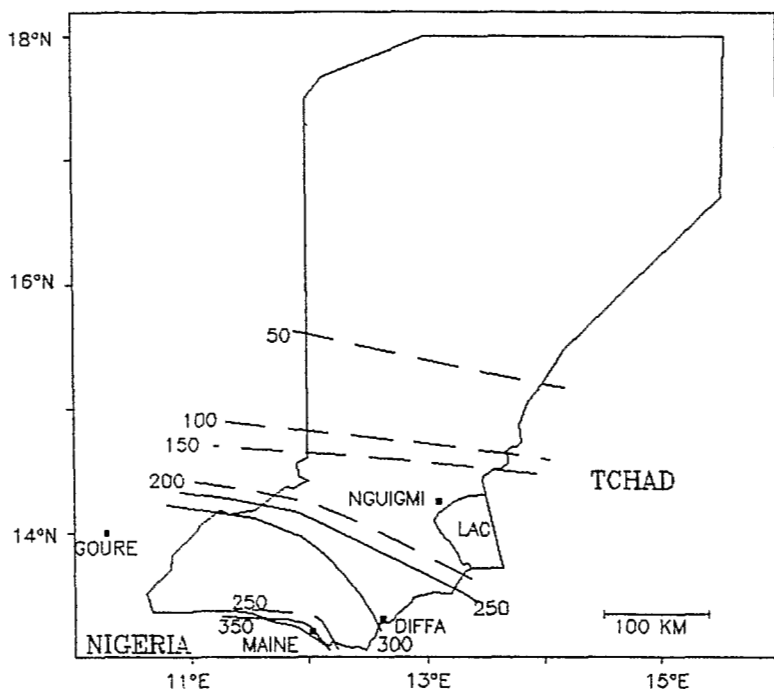 18°N
16°N
50
100
150
200
NGUIGMI
TCHAD
LAC
14°N
GOURE
250
250
350
DIFFA
300
MAINE
NIGERIA
100 KM
11°E
13°E
15°E